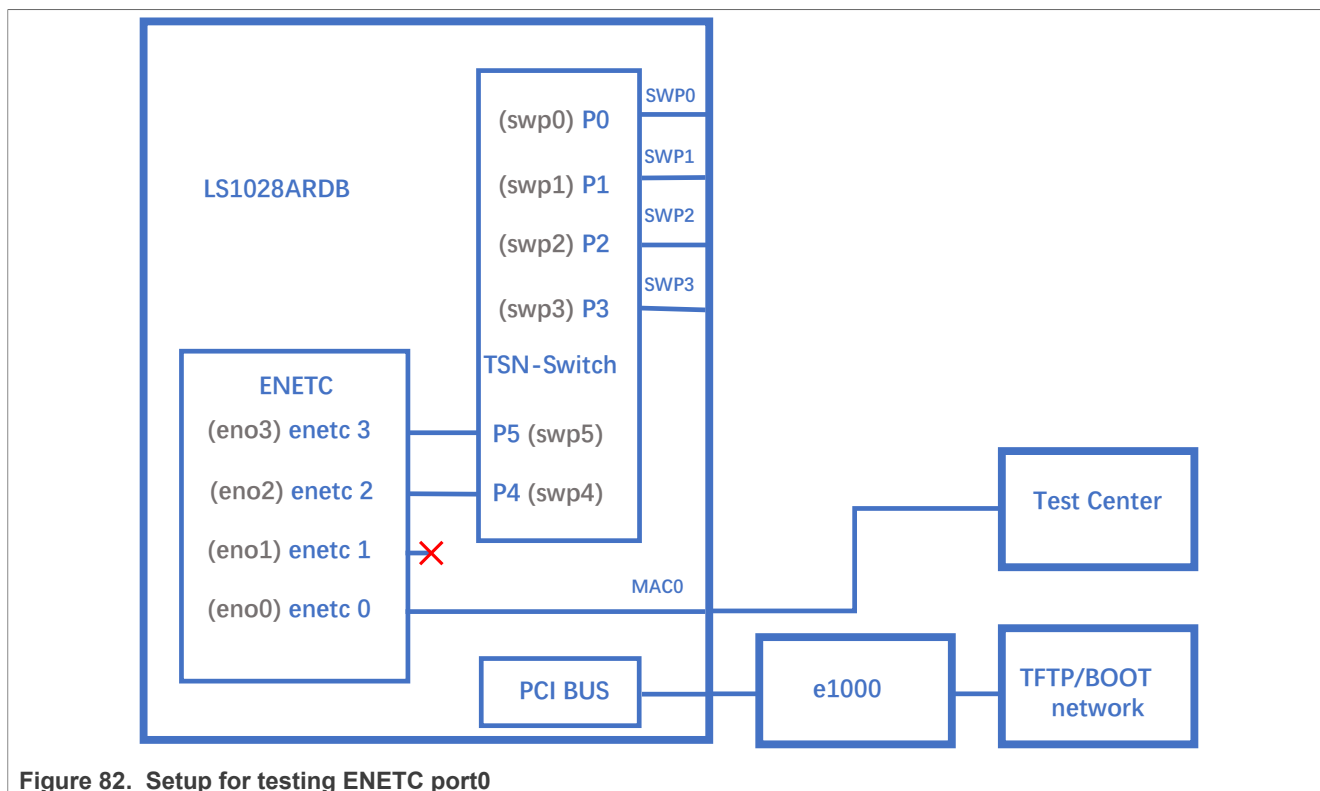 SWP0
(swp0) P0
SWP1
LS1028ARDB
(swp1) P1
SWP2
(swp2) P2
SWP3
(swp3) P3
TSN-Switch
ENETC
(eno3) enetc 3
P5 (swp5)
(eno2) enetc 2
P4 (swp4)
Test Center
(eno1) enetc 1
MAC0
(eno0) enetc 0
PCI BUS
e1000
TFTP/BOOT
network
Figure 82. Setup for testing ENETC port0